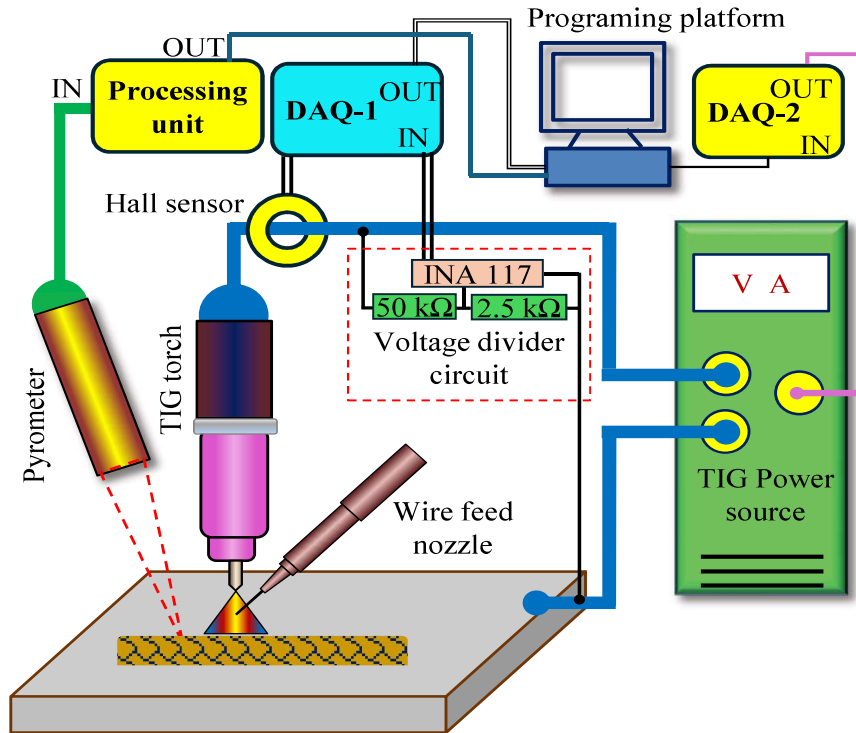 Programing platform
OUT
IN
Processing
unit
DAQ-1
OUT
IN
OUT
DAQ-2
IN
Hall sensor
INA 117
50 kΩ
2.5 kΩ
Voltage divider
circuit
V A
Pyrometer
TIG torch
Wire feed
nozzle
TIG Power
source